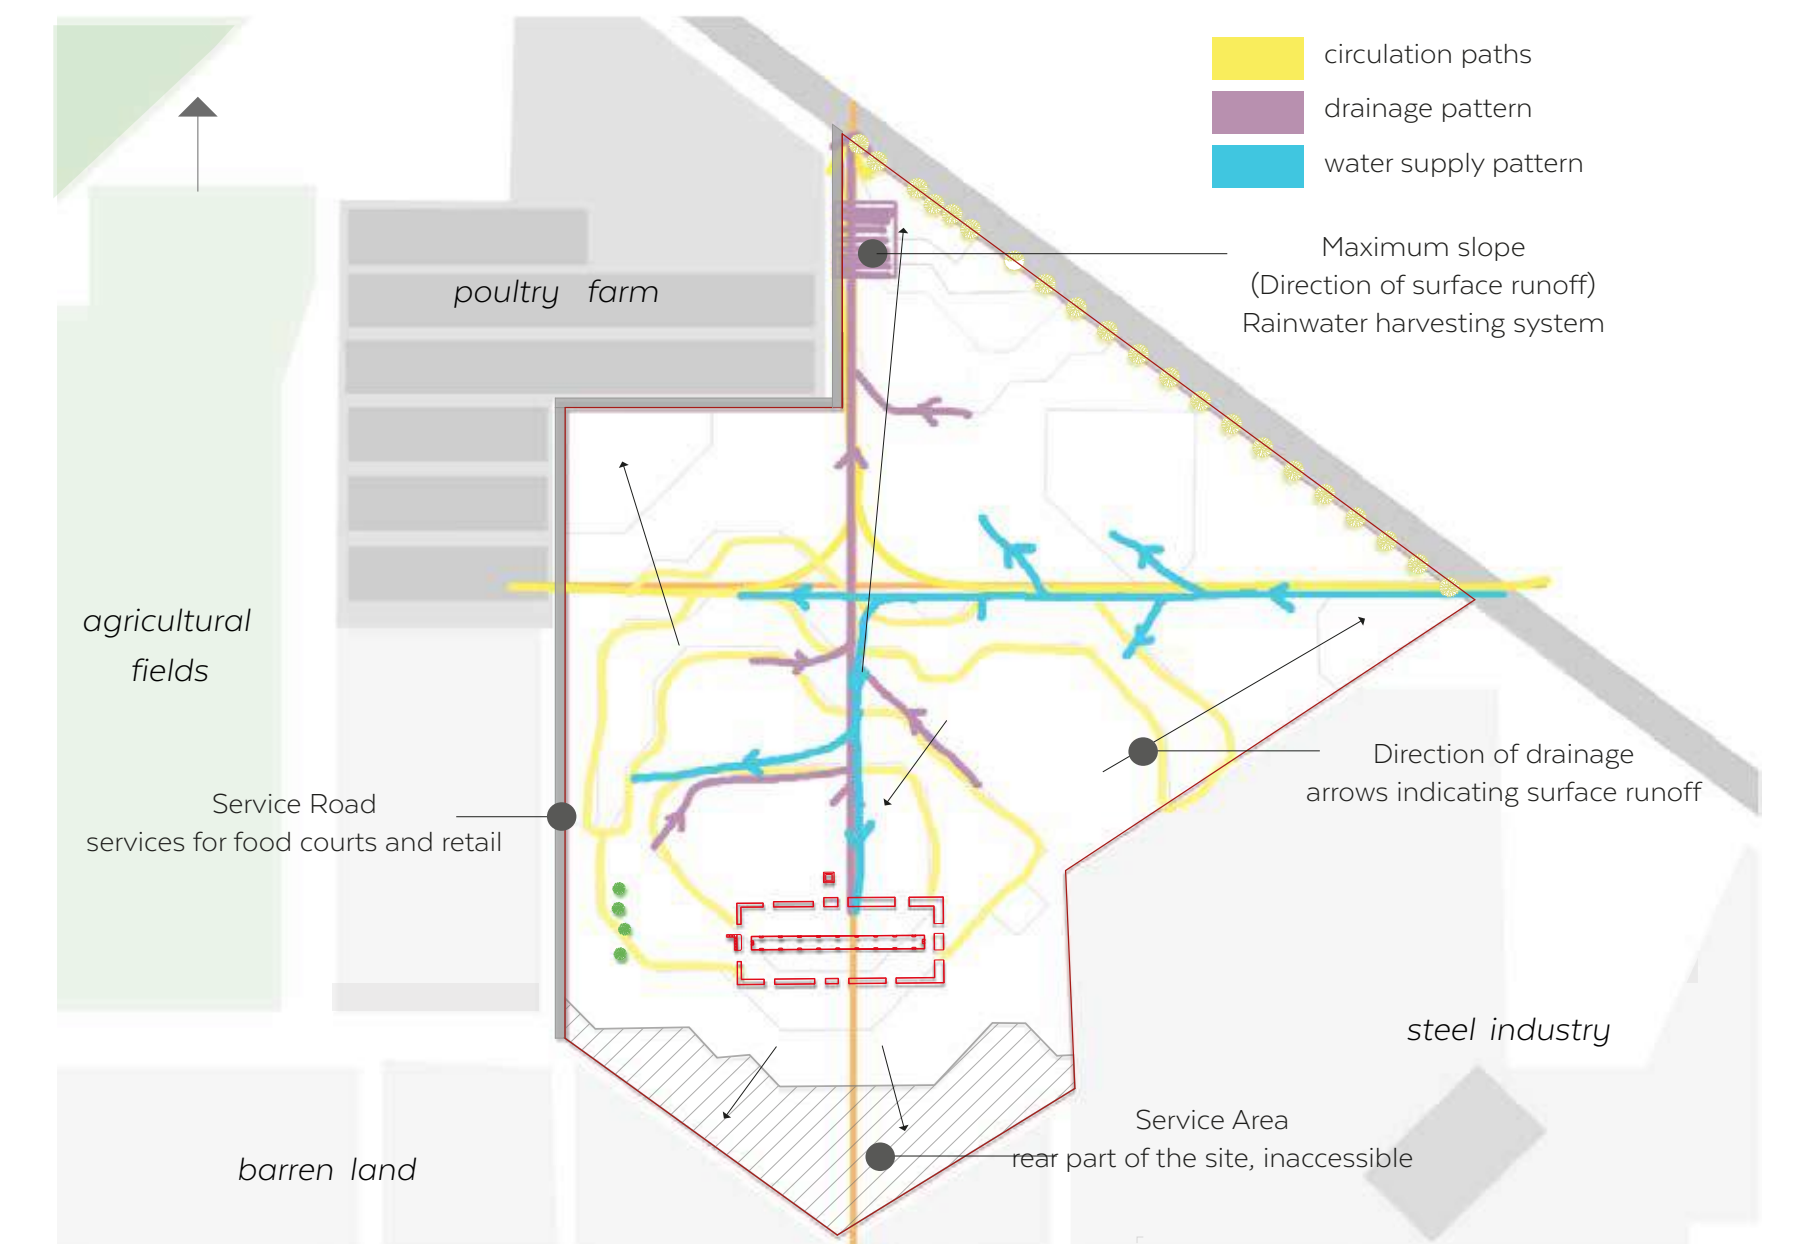 circulation paths
drainage pattern
water supply pattern
Maximum slope
(Direction of surface runoff)
Rainwater harvesting system
poultry farm
agricultural
fields
Direction of drainage
arrows indicating surface runoff
Service Road
services for food courts and retail
steel industry
Service Area
rear part of the site, inaccessible
barren land